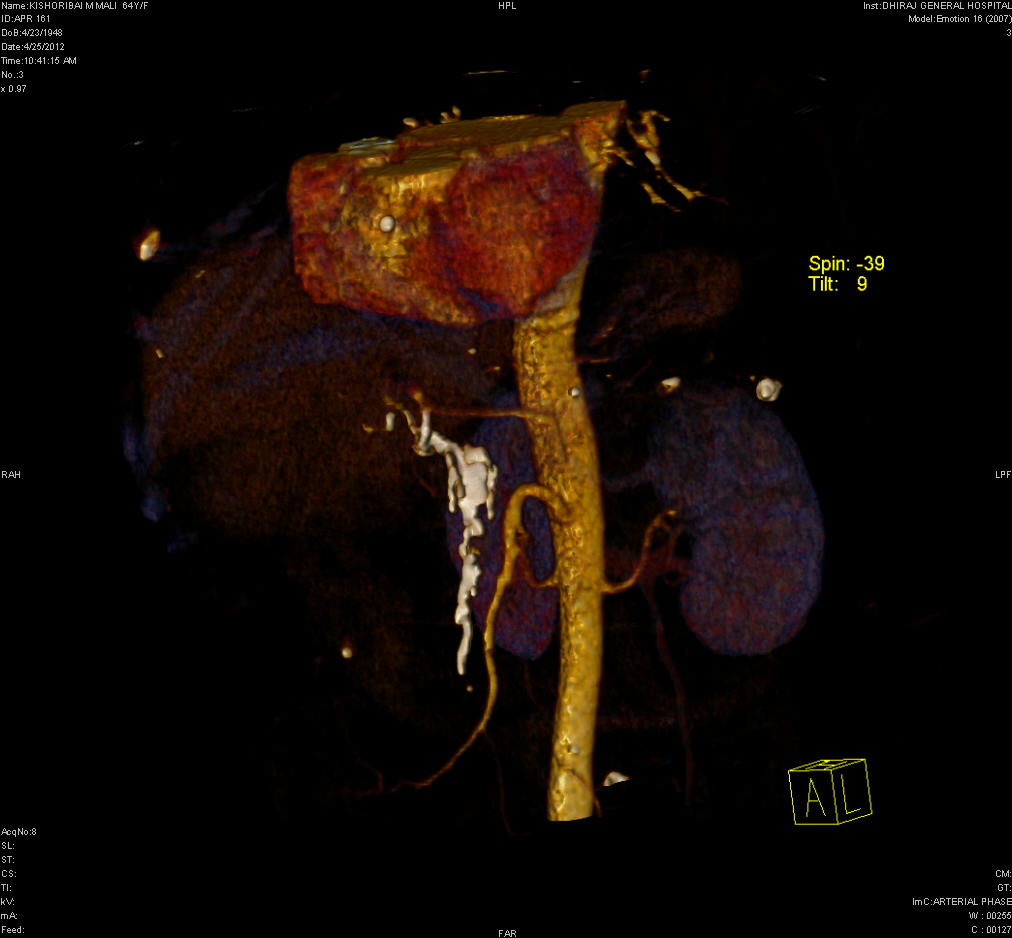 Name:KISHORIBAI M MALI 64Y/F
ID:APR 161
DoB:4/23/1948
Date:4/25/2012
Time:10:41:15 AM
No.:3
x 0.97
HPL
Inst:DHIRAJ GENERAL HOSPITAL
Model:Emotion 16 (2007)
3
Spin: -39
Tilt: 9
RAH
LPF
A L
AcqNo:8
SL:
ST:
CS:
TI:
kV:
mA:
Feed:
FAR
CM:
GT:
ImC:ARTERIAL PHASE
W : 00255
C : 00127